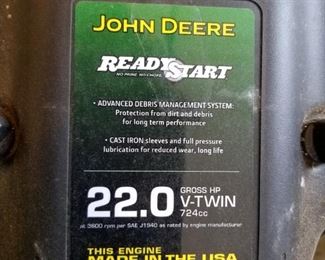 JOHN DEERE
READYSTART
NO PRIME. NO CHOKE.
• ADVANCED DEBRIS MANAGEMENT SYSTEM:
Protection from dirt and debris
for long term performance
• CAST IRON sleeves and full pressure
lubrication for reduced wear, long life
22.0 GROSS HP
V-TWIN
724cc
at 3600 rpm per SAE J1940 as rated by engine manufacturer
THIS ENGINE
MADE IN THE USA